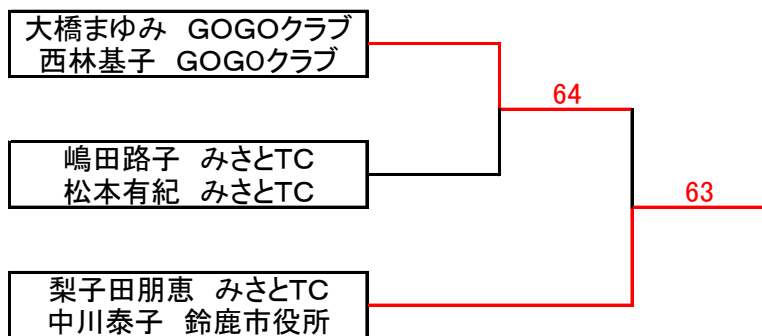 大橋まゆみ　GOGOクラブ
西林基子　GOGOクラブ
64
嶋田路子　みさとTC
松本有紀　みさとTC
63
梨子田朋恵　みさとTC
中川泰子　鈴鹿市役所